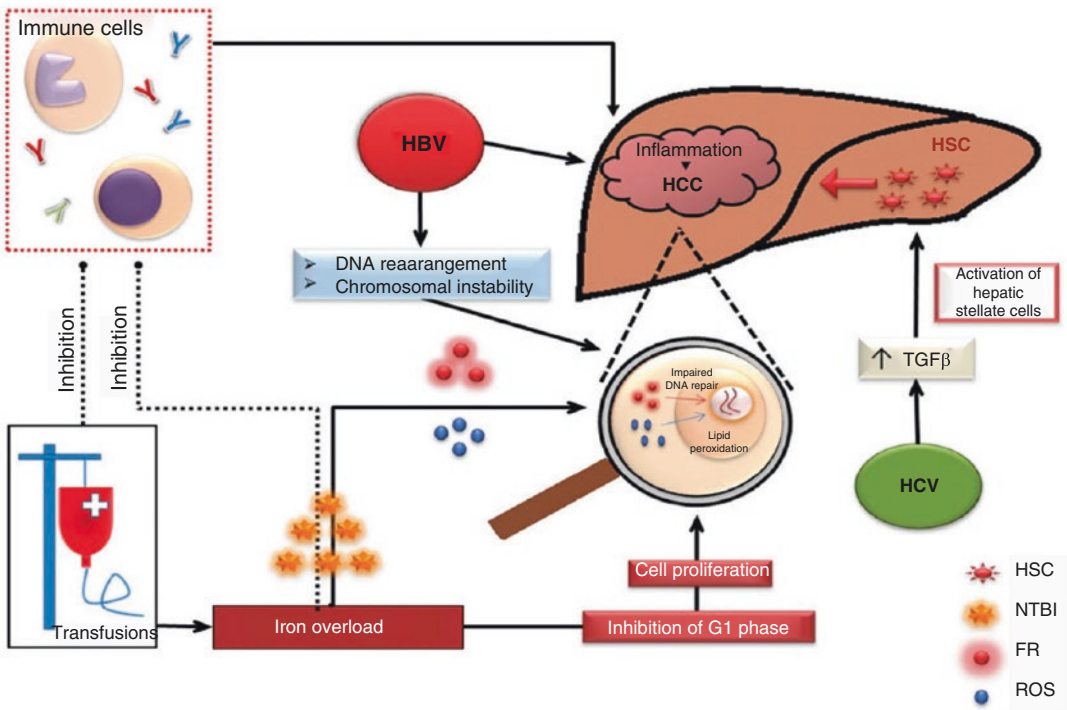 Immune cells
HBV
Inflammation
HCC
HSC
➢ DNA reaarangement
➢ Chromosomal instability
Activation of
hepatic
stellate cells
Inhibition
Inhibition
↑ TGFβ
Impaired
DNA repair
Lipid
peroxidation
HCV
Cell proliferation
Transfusions
Iron overload
Inhibition of G1 phase
HSC
NTBI
FR
ROS